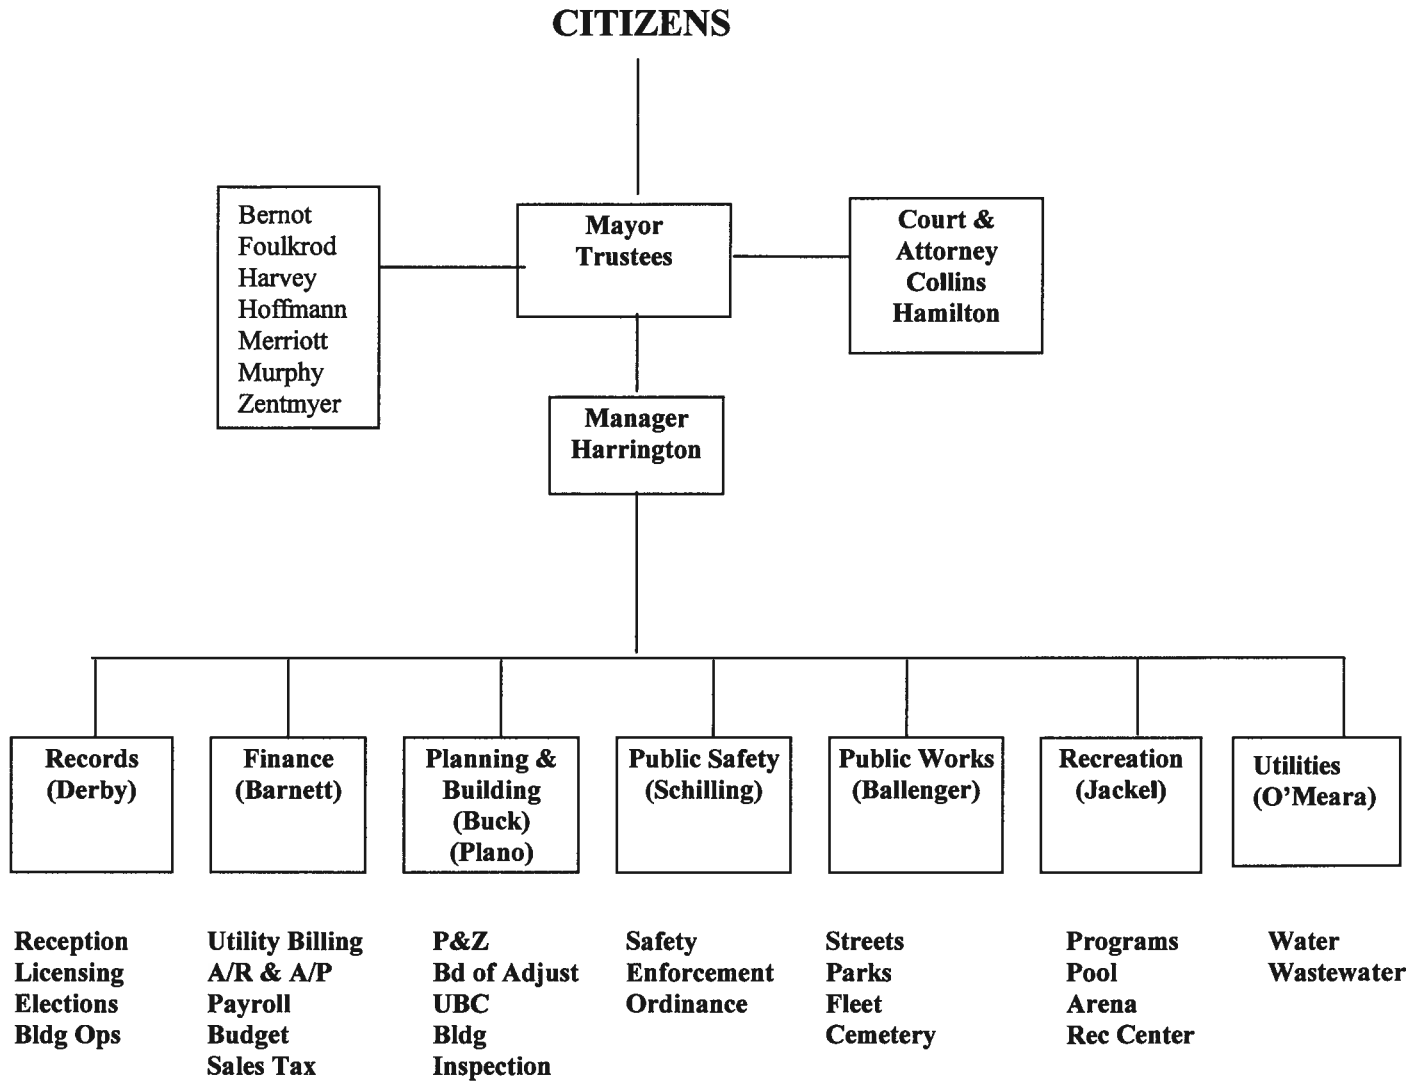 CITIZENS
Bernot
Foulkrod
Harvey
Hoffmann
Merriott
Murphy
Zentmyer
Mayor
Trustees
Court &
Attorney
Collins
Hamilton
Manager
Harrington
Records
(Derby)
Finance
(Barnett)
Planning &
Building
(Buck)
(Plano)
Public Safety
(Schilling)
Public Works
(Ballenger)
Recreation
(Jackel)
Utilities
(O'Meara)
Reception
Licensing
Elections
Bldg Ops
Utility Billing
A/R & A/P
Payroll
Budget
Sales Tax
P&Z
Bd of Adjust
UBC
Bldg
Inspection
Safety
Enforcement
Ordinance
Streets
Parks
Fleet
Cemetery
Programs
Pool
Arena
Rec Center
Water
Wastewater